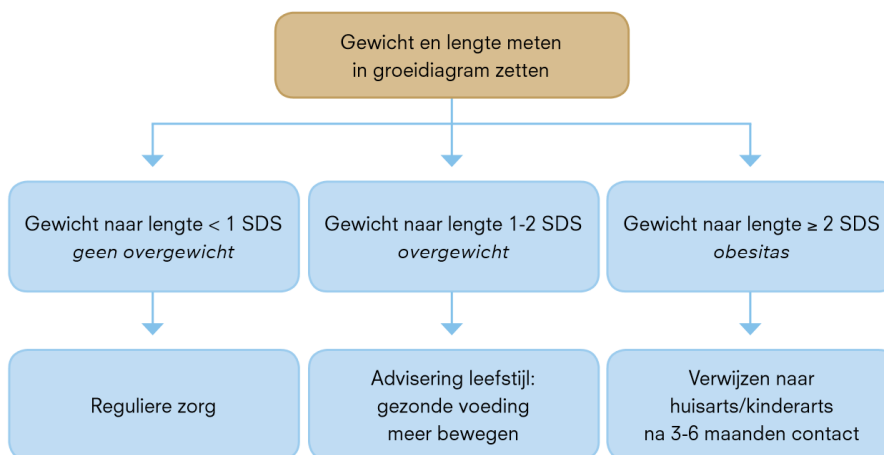 Gewicht en lengte meten
in groeidiagram zetten
Gewicht naar lengte < 1 SDS
geen overgewicht
Gewicht naar lengte 1-2 SDS
overgewicht
Gewicht naar lengte ≥ 2 SDS
obesitas
Reguliere zorg
Advisering leefstijl:
gezonde voeding
meer bewegen
Verwijzen naar
huisarts/kinderarts
na 3-6 maanden contact